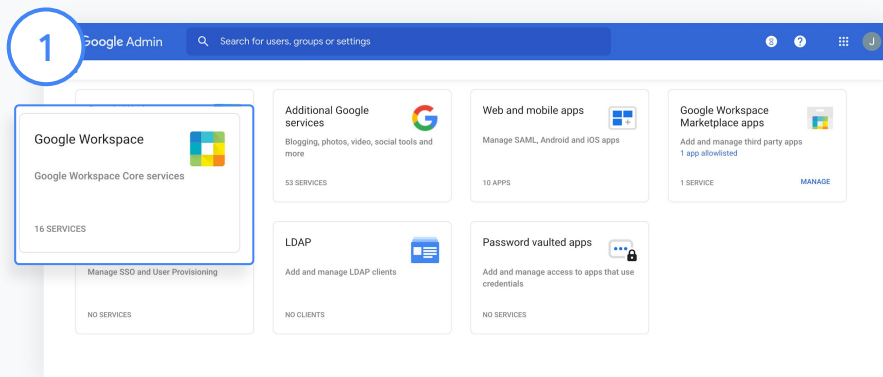 1
Google Admin
Search for users, groups or settings
8
?
J
Google Workspace
Google Workspace Core services
16 SERVICES
Additional Google
services
Blogging, photos, video, social tools and
more
53 SERVICES
Web and mobile apps
Manage SAML, Android and iOS apps
10 APPS
Google Workspace
Marketplace apps
Add and manage third party apps
1 app allowlisted
1 SERVICE
MANAGE
Manage SSO and User Provisioning
NO SERVICES
LDAP
Add and manage LDAP clients
NO CLIENTS
Password vaulted apps
Add and manage access to apps that use
credentials
NO SERVICES